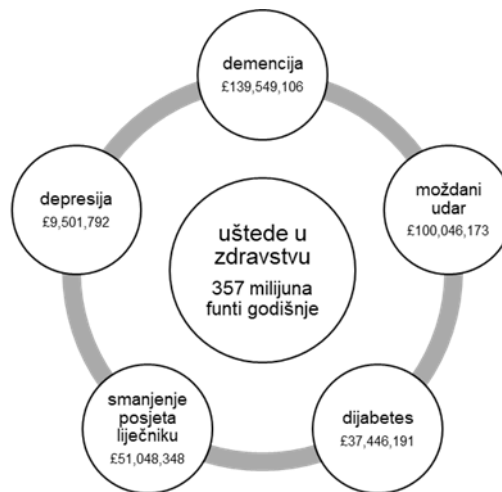 demencija
£139,549,106
moždani
udar
£100,046,173
depresija
£9,501,792
uštede u
zdravstvu
357 milijuna
funti godišnje
smanjenje
posjeta
liječniku
£51,048,348
dijabetes
£37,446,191